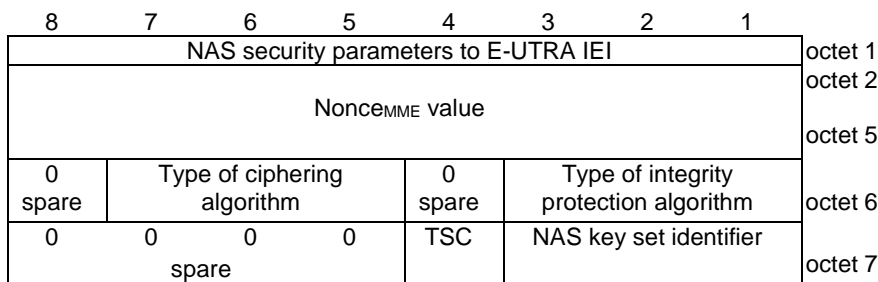 8 7 6 5 4 3 2 1
NAS security parameters to E-UTRA IEI octet 1
octet 2
NonceMME value
octet 5
0 Type of ciphering 0 Type of integrity
spare algorithm spare protection algorithm octet 6
0 0 0 0 TSC NAS key set identifier
spare octet 7